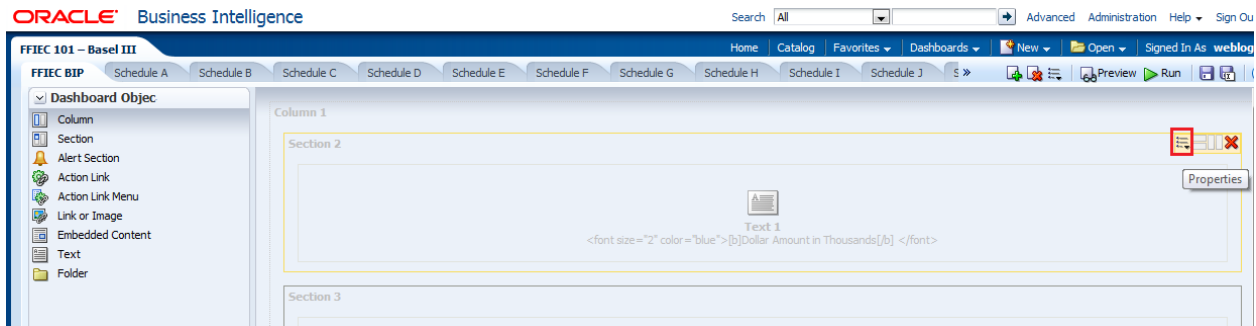 ORACLE Business Intelligence Search All Advanced Administration Help Sign Ou
FFIEC 101 – Basel III Home Catalog Favorites Dashboards New Open Signed In As weblog
FFIEC BIP Schedule A Schedule B Schedule C Schedule D Schedule E Schedule F Schedule G Schedule H Schedule I Schedule J S » Preview Run
Dashboard Objec
Column
Section
Alert Section
Action Link
Action Link Menu
Link or Image
Embedded Content
Text
Folder
Column 1
Section 2
Properties
Text 1
<font size="2" color="blue">[b]Dollar Amount in Thousands[/b] </font>
Section 3